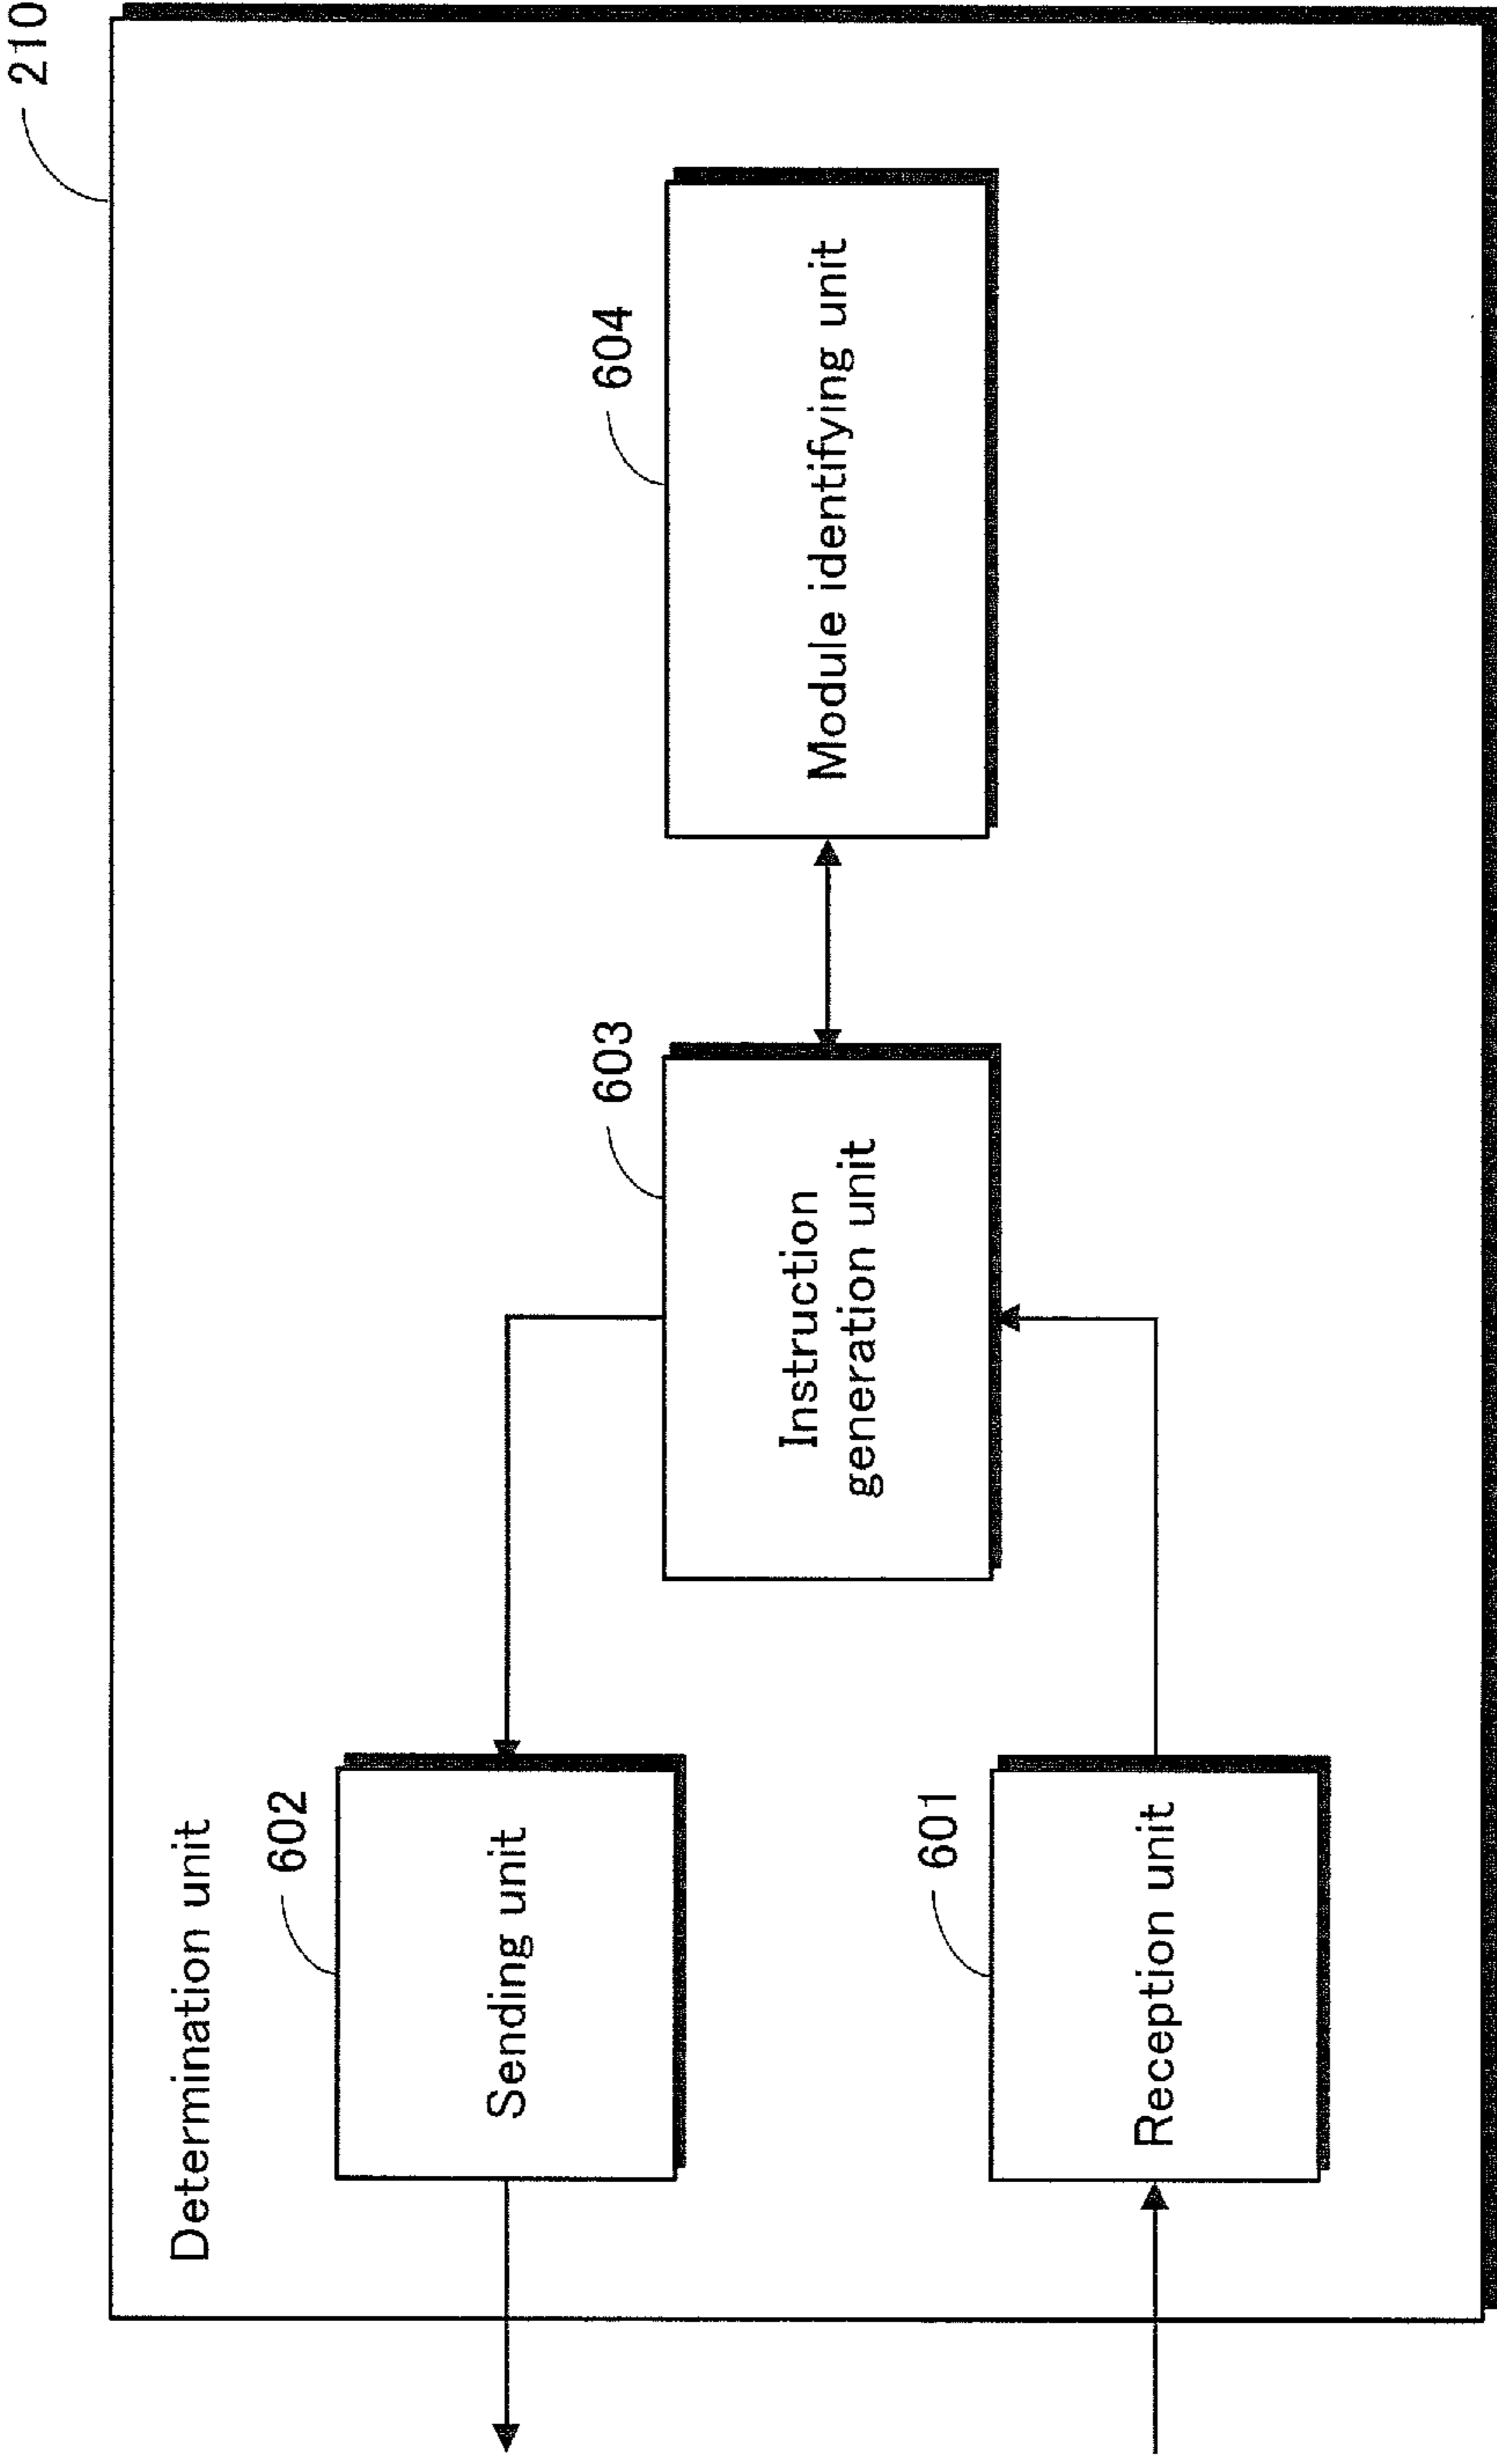 210
Determination unit
602
Sending unit
603
Instruction
generation unit
604
Module identifying unit
601
Reception unit